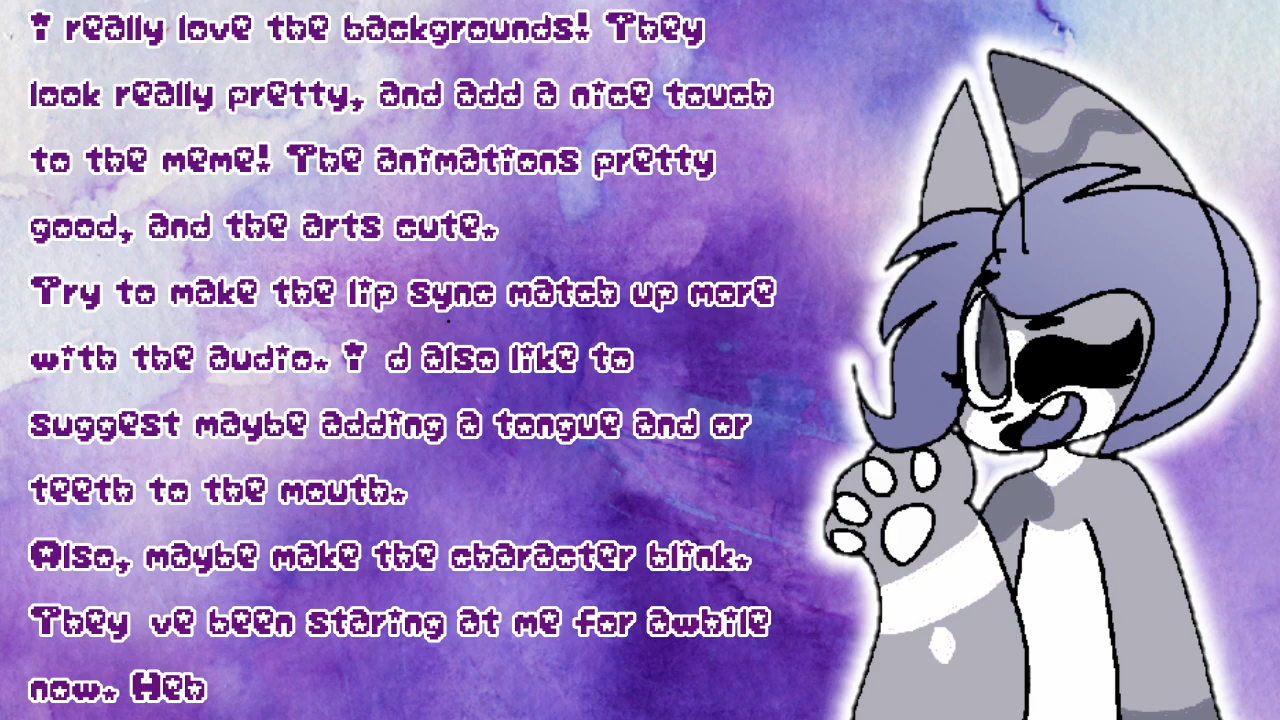 I really love the backgrounds! They
look really pretty, and add a nice touch
to the meme! The animations pretty
good, and the arts cute.
Try to make the lip sync match up more
with the audio. I d also like to
suggest maybe adding a tongue and or
teeth to the mouth.
Also, maybe make the character blink.
They ve been staring at me for awhile
now. Heh